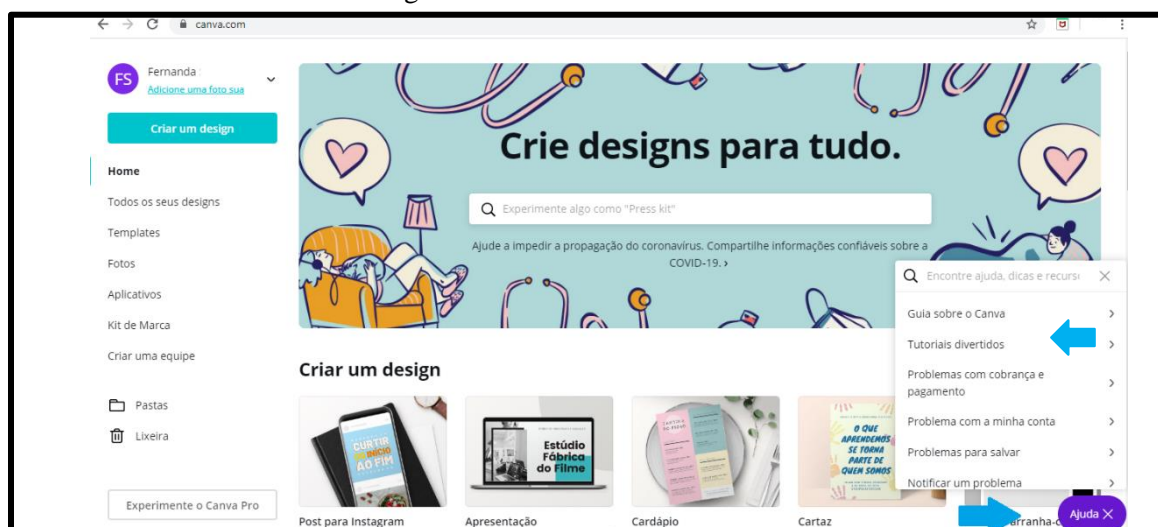 canva.com
FS
Fernanda
Adicione uma foto sua
Criar um design
Home
Todos os seus designs
Templates
Fotos
Aplicativos
Kit de Marca
Criar uma equipe
Pastas
Lixeira
Experimente o Canva Pro
Crie designs para tudo.
Experimente algo como "Press kit"
Ajude a impedir a propagação do coronavírus. Compartilhe informações confiáveis sobre a
COVID-19. ›
Criar um design
CURTIR
DO INÍCIO
AO FIM
Estúdio
Fábrica
do Filme
O QUE
APRENDEMOS
SE TORNA
PARTE DE
QUEM SOMOS
Post para Instagram
Apresentação
Cardápio
Cartaz
Encontre ajuda, dicas e
Guia sobre o Canva
Tutoriais divertidos
Problemas com cobrança e
pagamento
Problema com a minha conta
Problemas para salvar
Notificar um problema
Ajuda